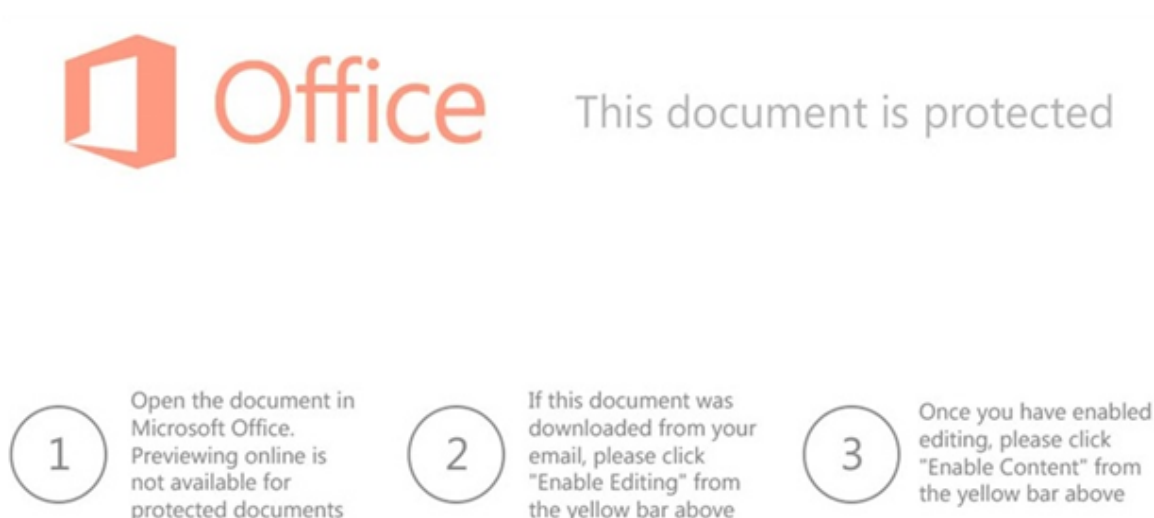 Office
This document is protected
1
Open the document in
Microsoft Office.
Previewing online is
not available for
protected documents
2
If this document was
downloaded from your
email, please click
"Enable Editing" from
the yellow bar above
3
Once you have enabled
editing, please click
"Enable Content" from
the yellow bar above